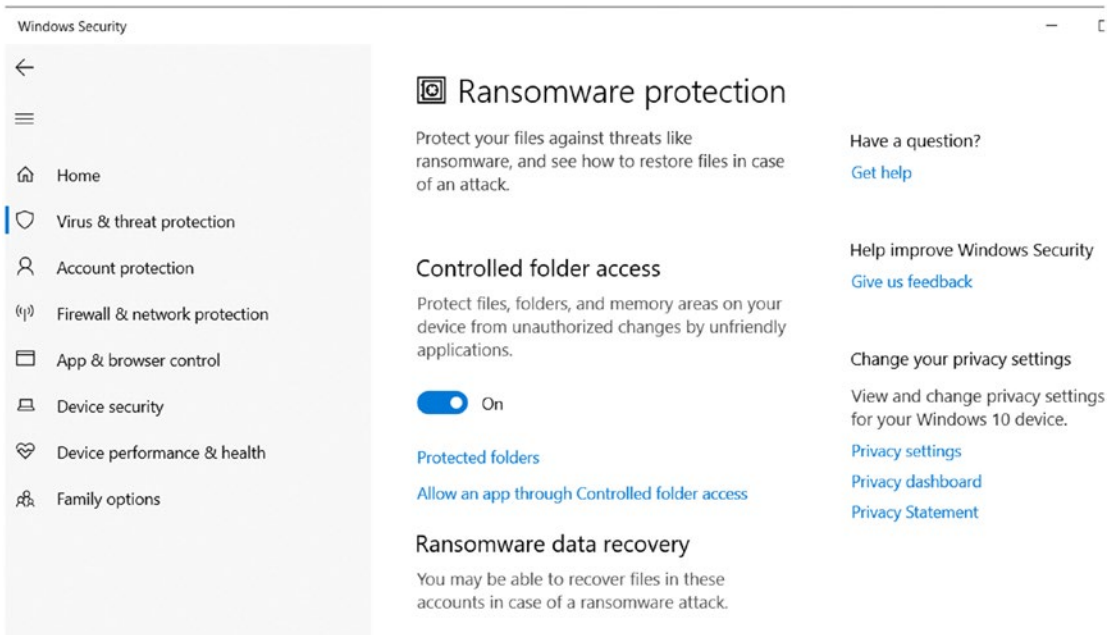 Windows Security
Home
Virus & threat protection
Account protection
Firewall & network protection
App & browser control
Device security
Device performance & health
Family options
Ransomware protection
Protect your files against threats like
ransomware, and see how to restore files in case
of an attack.
Controlled folder access
Protect files, folders, and memory areas on your
device from unauthorized changes by unfriendly
applications.
On
Protected folders
Allow an app through Controlled folder access
Ransomware data recovery
You may be able to recover files in these
accounts in case of a ransomware attack.
Have a question?
Get help
Help improve Windows Security
Give us feedback
Change your privacy settings
View and change privacy settings
for your Windows 10 device.
Privacy settings
Privacy dashboard
Privacy Statement